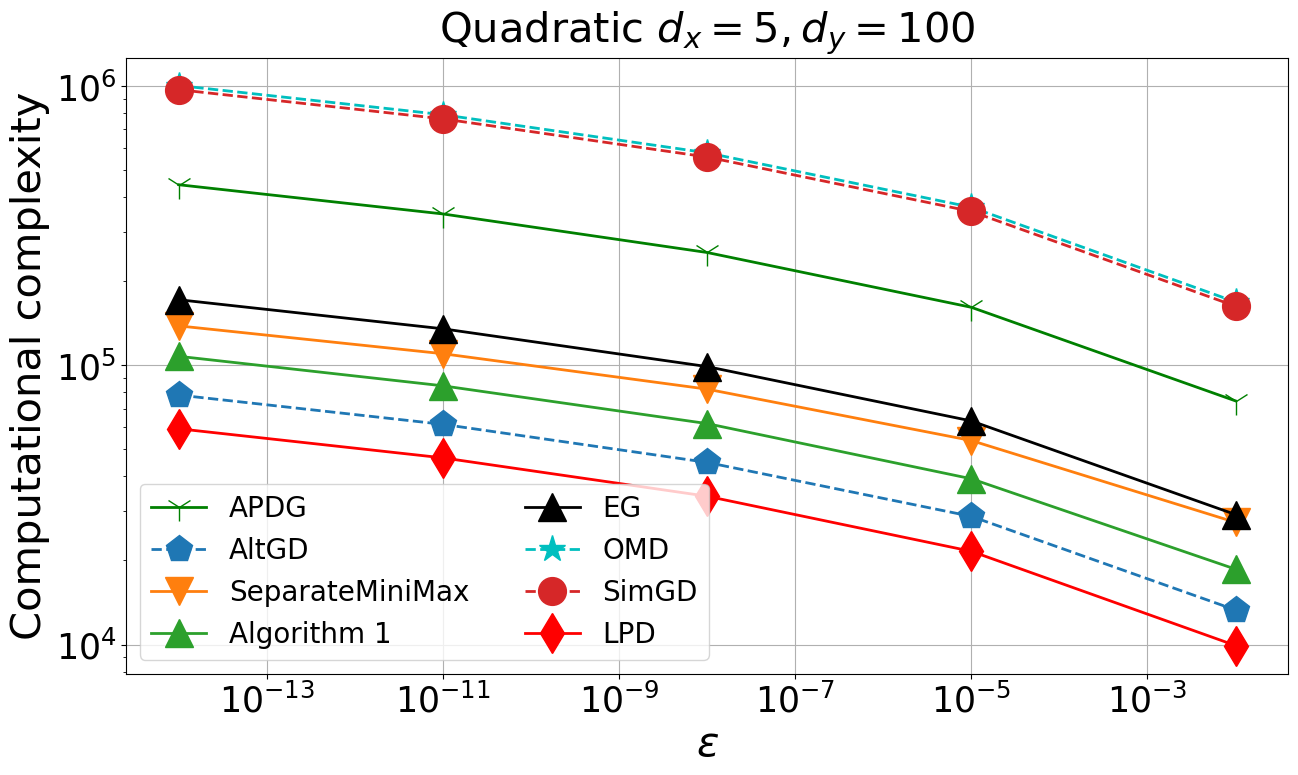 Quadratic $d_x = 5, d_y = 100$
Computational complexity
10^6
10^5
10^4
APDG
AltGD
SeparateMiniMax
Algorithm 1
EG
OMD
SimGD
LPD
10^{-13} 10^{-11} 10^{-9} 10^{-7} 10^{-5} 10^{-3}
ε